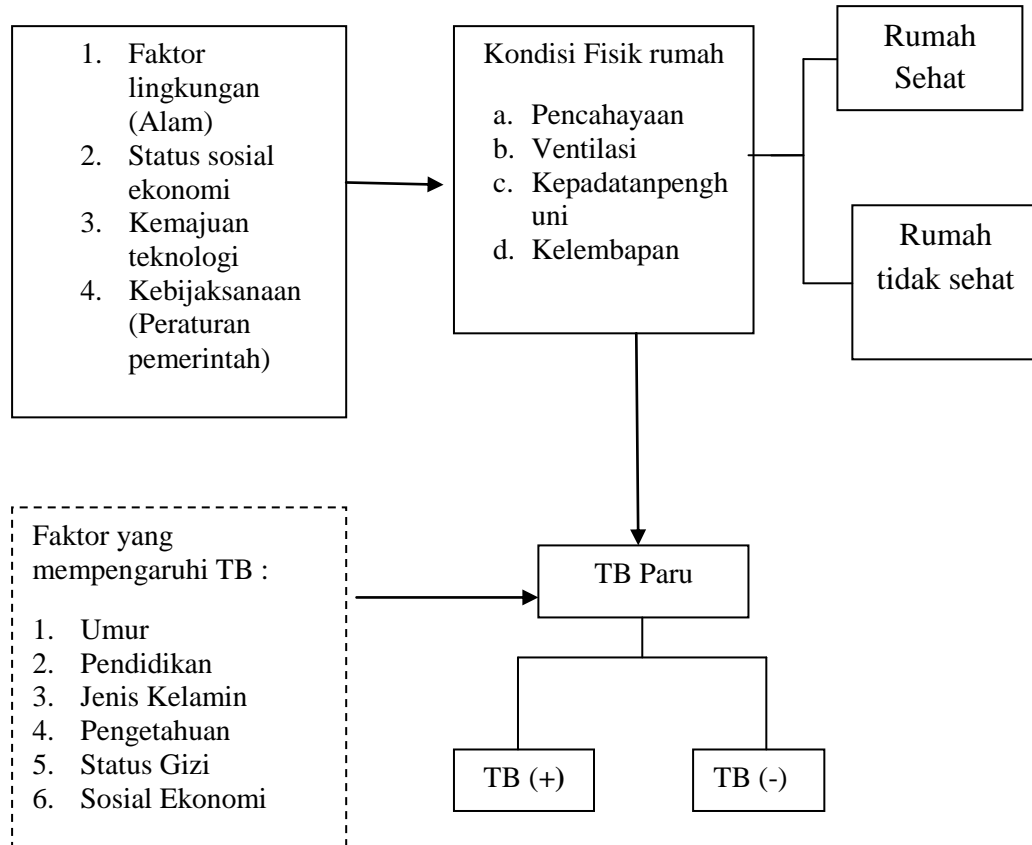 1. Faktor
lingkungan
(Alam)
2. Status sosial
ekonomi
3. Kemajuan
teknologi
4. Kebijaksanaan
(Peraturan
pemerintah)
Kondisi Fisik rumah
a. Pencahayaan
b. Ventilasi
c. Kepadatanpengh
uni
d. Kelembapan
Rumah
Sehat
Rumah
tidak sehat
Faktor yang
mempengaruhi TB :
1. Umur
2. Pendidikan
3. Jenis Kelamin
4. Pengetahuan
5. Status Gizi
6. Sosial Ekonomi
TB Paru
TB (+)
TB (-)